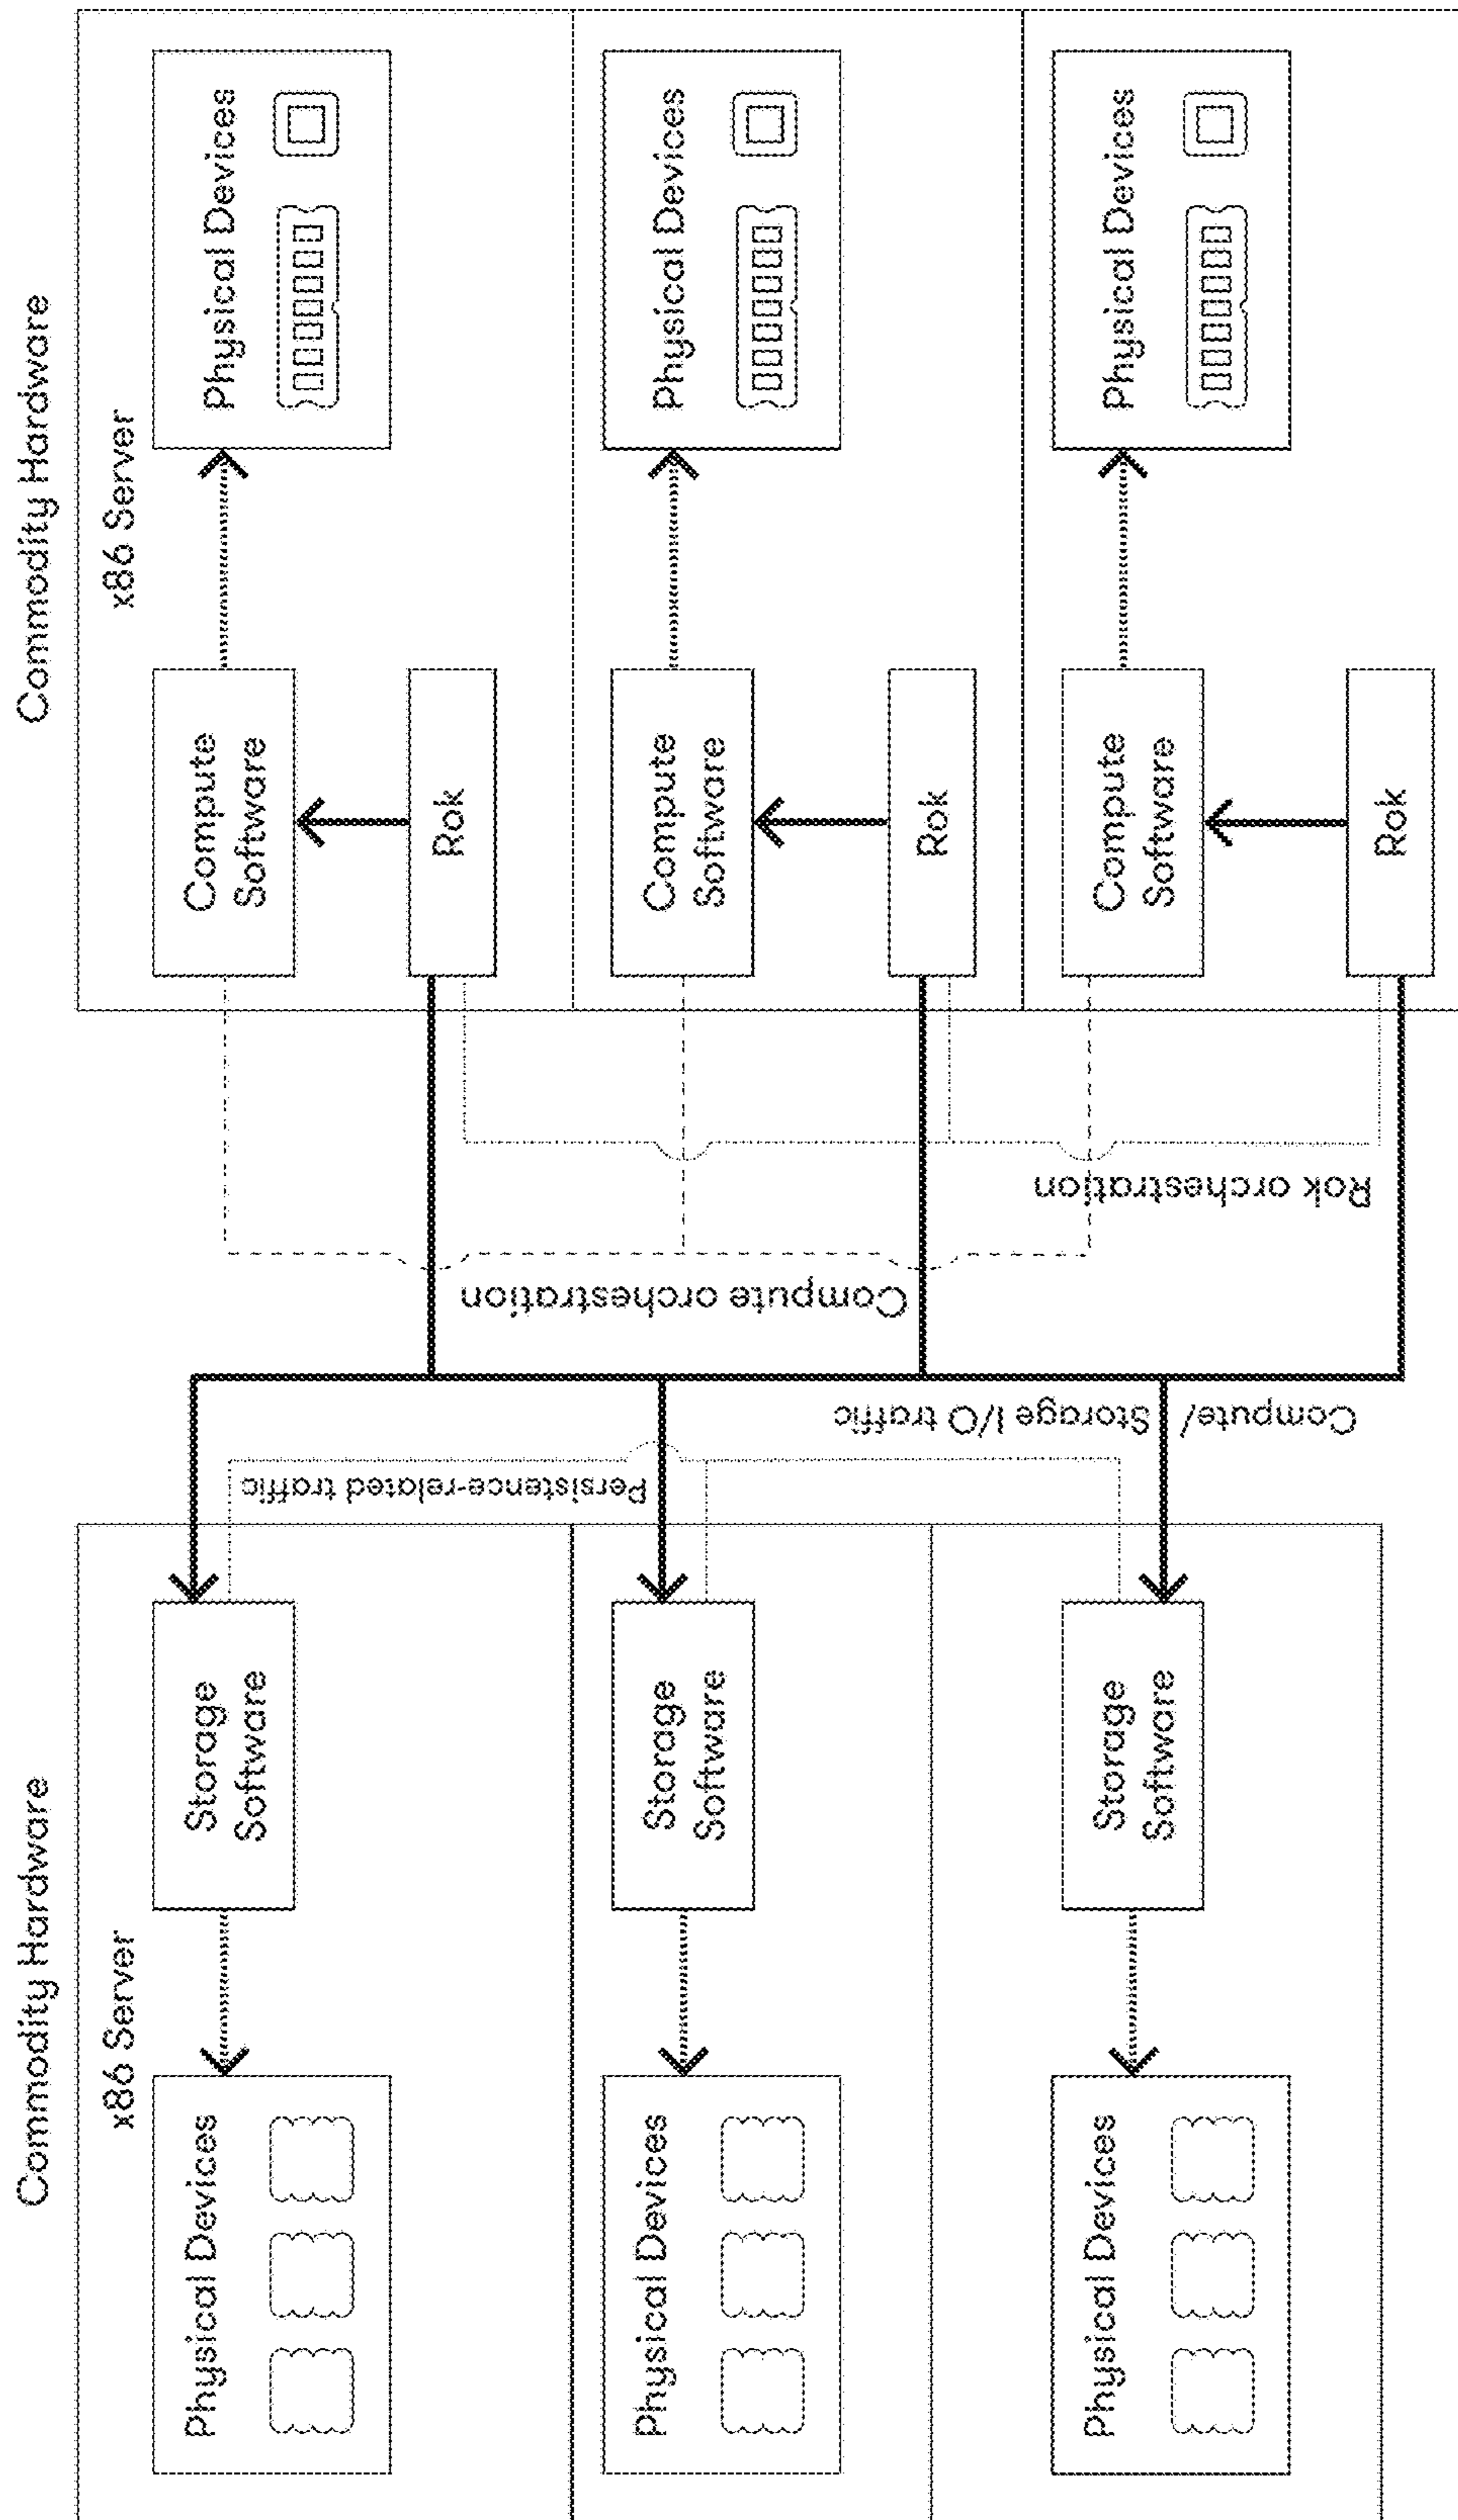 Commodity Hardware
x86 Server
Physical Devices
Storage
Software
Physical Devices
Storage
Software
Physical Devices
Storage
Software
Persistence-related traffic
Compute/
Storage I/O traffic
Compute orchestration
Rok orchestration
Commodity Hardware
x86 Server
Compute
Software
Rok
Physical Devices
Compute
Software
Rok
Physical Devices
Compute
Software
Rok
Physical Devices